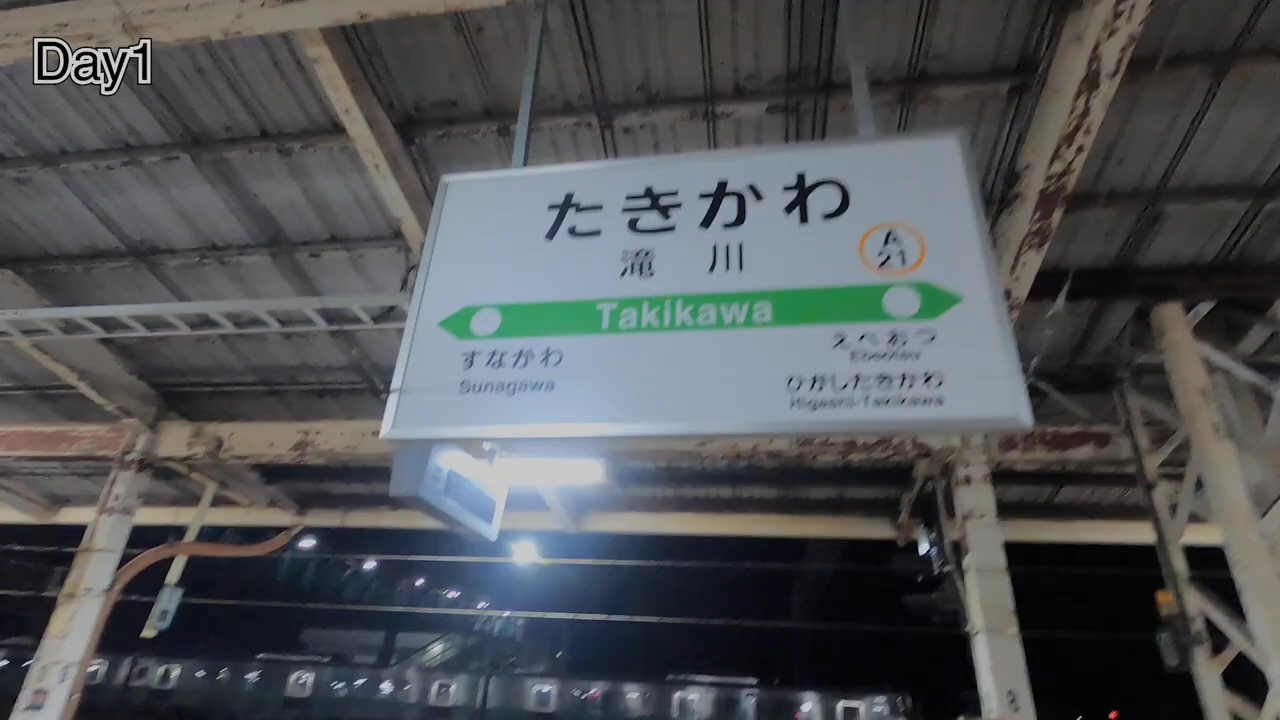 Day1
たきかわ
滝川
A
21
Takikawa
すながわ
Sunagawa
えべおつ
Ebeotsu
ひがしたきかわ
Higashi-Takikawa